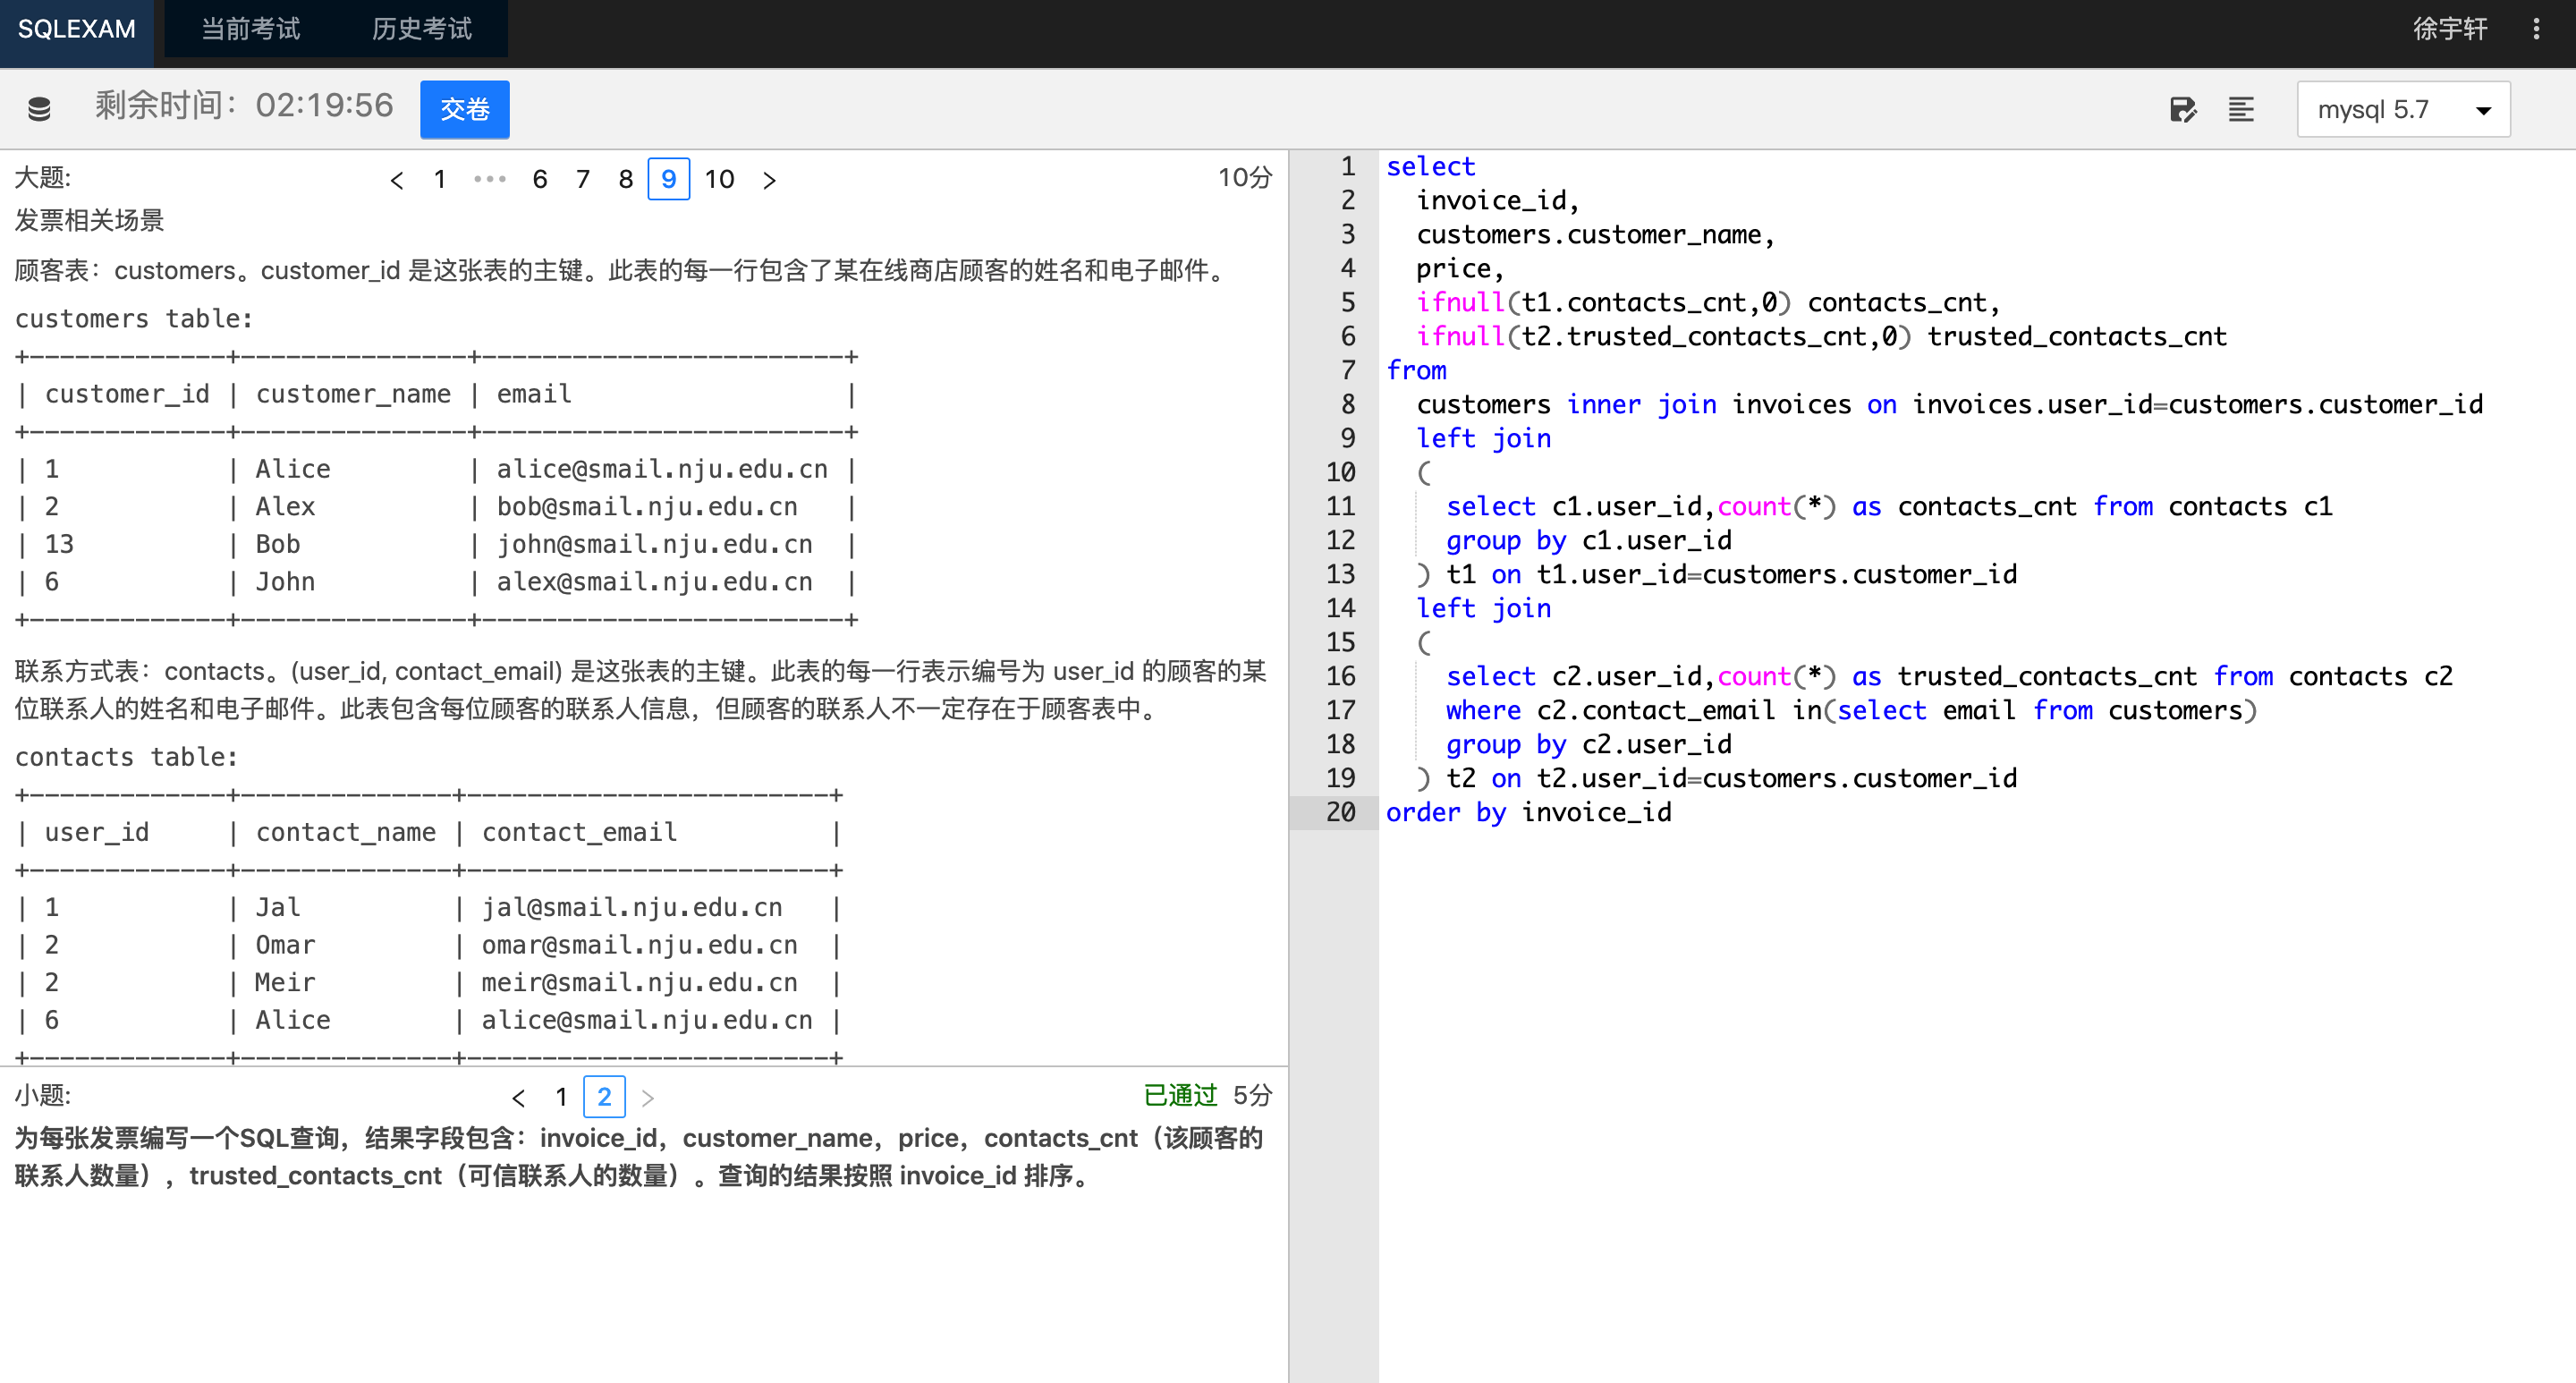 SQLEXAM 当前考试 历史考试 徐宇轩
剩余时间：02:19:56 交卷 mysql 5.7
大题: < 1 ••• 6 7 8 9 10 > 10分
发票相关场景
顾客表：customers。customer_id 是这张表的主键。此表的每一行包含了某在线商店顾客的姓名和电子邮件。
customers table:
+-------------+---------------+------------------------+
| customer_id | customer_name | email                  |
+-------------+---------------+------------------------+
| 1           | Alice         | alice@smail.nju.edu.cn |
| 2           | Alex          | bob@smail.nju.edu.cn   |
| 13          | Bob           | john@smail.nju.edu.cn  |
| 6           | John          | alex@smail.nju.edu.cn  |
+-------------+---------------+------------------------+
联系方式表：contacts。(user_id, contact_email) 是这张表的主键。此表的每一行表示编号为 user_id 的顾客的某
位联系人的姓名和电子邮件。此表包含每位顾客的联系人信息，但顾客的联系人不一定存在于顾客表中。
contacts table:
+-------------+--------------+------------------------+
| user_id     | contact_name | contact_email          |
+-------------+--------------+------------------------+
| 1           | Jal          | jal@smail.nju.edu.cn   |
| 2           | Omar         | omar@smail.nju.edu.cn  |
| 2           | Meir         | meir@smail.nju.edu.cn  |
| 6           | Alice        | alice@smail.nju.edu.cn |
+-------------+--------------+------------------------+
小题: < 1 2 > 已通过 5分
为每张发票编写一个SQL查询，结果字段包含：invoice_id，customer_name，price，contacts_cnt（该顾客的
联系人数量），trusted_contacts_cnt（可信联系人的数量）。查询的结果按照 invoice_id 排序。
1 select
2   invoice_id,
3   customers.customer_name,
4   price,
5   ifnull(t1.contacts_cnt,0) contacts_cnt,
6   ifnull(t2.trusted_contacts_cnt,0) trusted_contacts_cnt
7 from
8   customers inner join invoices on invoices.user_id=customers.customer_id
9   left join
10   (
11     select c1.user_id,count(*) as contacts_cnt from contacts c1
12     group by c1.user_id
13   ) t1 on t1.user_id=customers.customer_id
14   left join
15   (
16     select c2.user_id,count(*) as trusted_contacts_cnt from contacts c2
17     where c2.contact_email in(select email from customers)
18     group by c2.user_id
19   ) t2 on t2.user_id=customers.customer_id
20 order by invoice_id